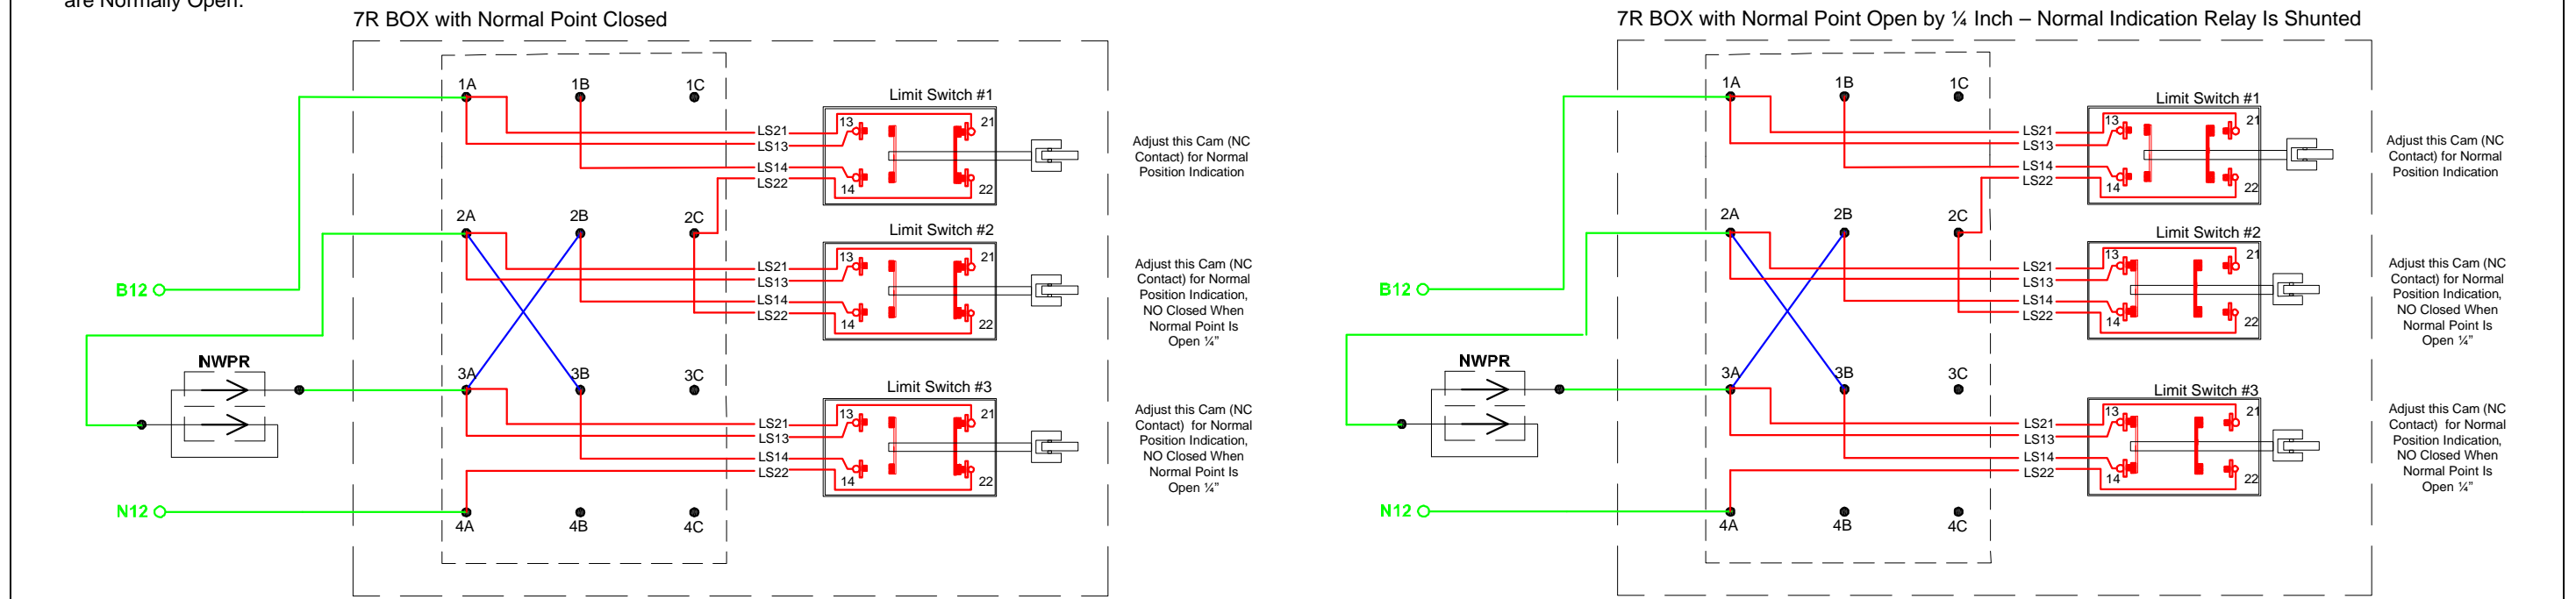 are Normally Open.
7R BOX with Normal Point Closed
1A
1B
1C
Limit Switch #1
13
21
LS21
LS13
LS14
LS22
14
22
Adjust this Cam (NC
Contact) for Normal
Position Indication
2A
2B
2C
Limit Switch #2
13
21
LS21
LS13
LS14
LS22
14
22
Adjust this Cam (NC
Contact) for Normal
Position Indication,
NO Closed When
Normal Point Is
Open ¼”
B12
NWPR
3A
3B
3C
Limit Switch #3
13
21
LS21
LS13
LS14
LS22
14
22
Adjust this Cam (NC
Contact) for Normal
Position Indication,
NO Closed When
Normal Point Is
Open ¼”
N12
4A
4B
4C
7R BOX with Normal Point Open by ¼ Inch – Normal Indication Relay Is Shunted
1A
1B
1C
Limit Switch #1
13
21
LS21
LS13
LS14
LS22
14
22
Adjust this Cam (NC
Contact) for Normal
Position Indication
2A
2B
2C
Limit Switch #2
13
21
LS21
LS13
LS14
LS22
14
22
Adjust this Cam (NC
Contact) for Normal
Position Indication,
NO Closed When
Normal Point Is
Open ¼”
B12
NWPR
3A
3B
3C
Limit Switch #3
13
21
LS21
LS13
LS14
LS22
14
22
Adjust this Cam (NC
Contact) for Normal
Position Indication,
NO Closed When
Normal Point Is
Open ¼”
N12
4A
4B
4C